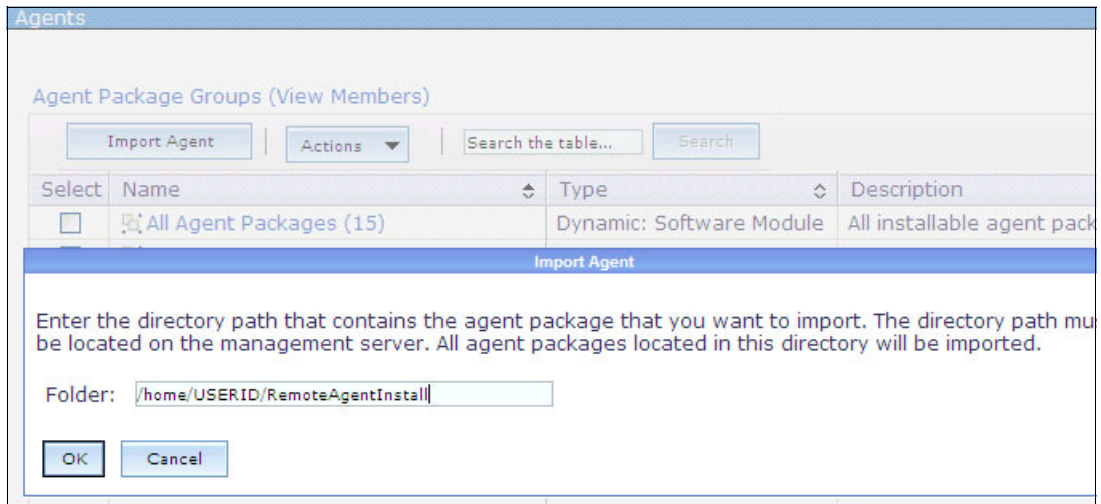 Agents
Agent Package Groups (View Members)
Import Agent Actions Search the table... Search
Select Name Type Description
All Agent Packages (15) Dynamic: Software Module All installable agent pack
Import Agent
Enter the directory path that contains the agent package that you want to import. The directory path mu
be located on the management server. All agent packages located in this directory will be imported.
Folder: /home/USERID/RemoteAgentInstall
OK Cancel